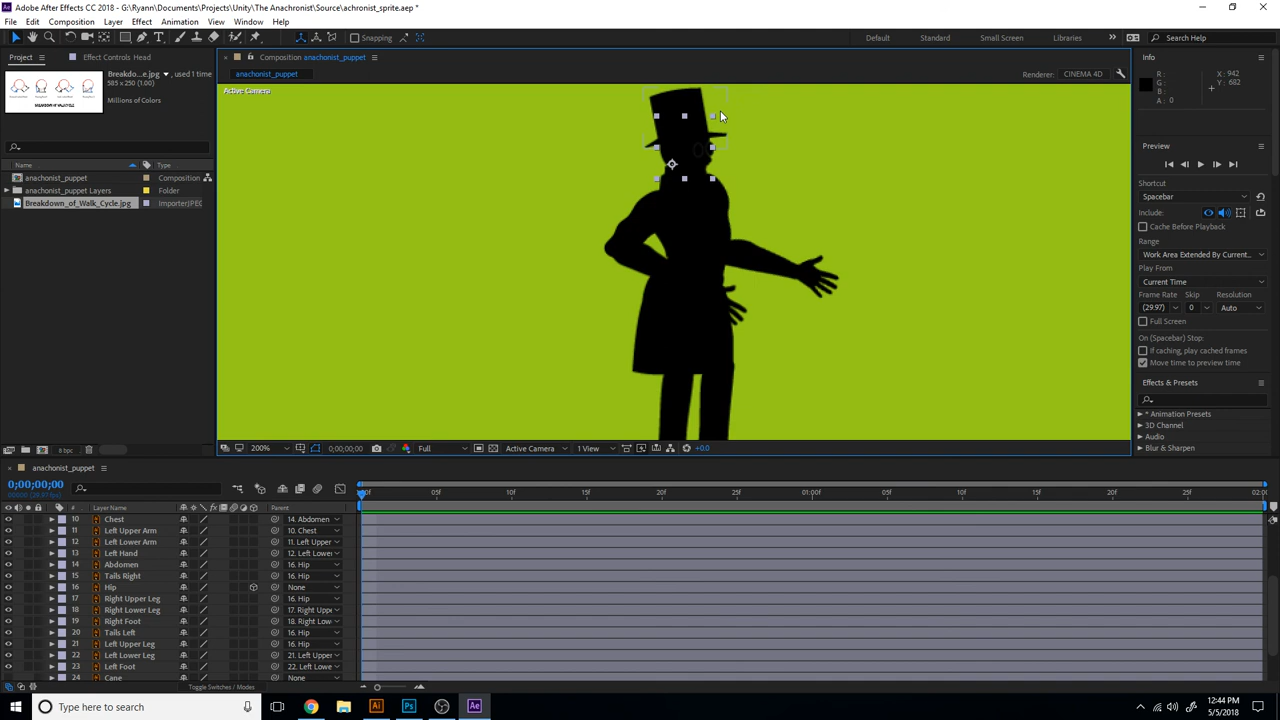 Adobe After Effects CC 2018 - G:\Ryann\Documents\Projects\Unity\The Anachronist\Source\achronist_sprite.aep *
File Edit Composition Layer Effect Animation View Window Help
Snapping
Default Standard Small Screen Libraries Search Help
Project Effect Controls Head
Composition anachonist_puppet
Info
anachonist_puppet
Renderer: CINEMA 4D
Breakdo...e.jpg , used 1 time
585 x 250 (1.00)
Millions of Colors
Active Camera
R :
G :
B :
A : 0
X : 942
Y : 682
Preview
Name Type
anachonist_puppet Composition
anachonist_puppet Layers Folder
Breakdown_of_Walk_Cycle.jpg ImporterJPEG
Shortcut
Spacebar
Include:
Cache Before Playback
Range
Work Area Extended By Current...
Play From
Current Time
Frame Rate Skip Resolution
(29.97) 0 Auto
Full Screen
On (Spacebar) Stop:
If caching, play cached frames
Move time to preview time
Effects & Presets
* Animation Presets
3D Channel
Audio
Blur & Sharpen
8 bpc
200% 0;00;00;00 Full Active Camera 1 View +0.0
anachonist_puppet
0;00;00;00
00000 (29.97 fps)
:00f 05f 10f 15f 20f 25f 01:00f 05f 10f 15f 20f 25f 02:0
# Layer Name Parent
10 Chest 14. Abdomen
11 Left Upper Arm 10. Chest
12 Left Lower Arm 11. Left Upper
13 Left Hand 12. Left Lower
14 Abdomen 16. Hip
15 Tails Right 16. Hip
16 Hip None
17 Right Upper Leg 16. Hip
18 Right Lower Leg 17. Right Uppe
19 Right Foot 18. Right Low
20 Tails Left 16. Hip
21 Left Upper Leg 16. Hip
22 Left Lower Leg 21. Left Upper
23 Left Foot 22. Left Lowe
24 Cane None
Toggle Switches / Modes
Type here to search
12:44 PM
5/5/2018